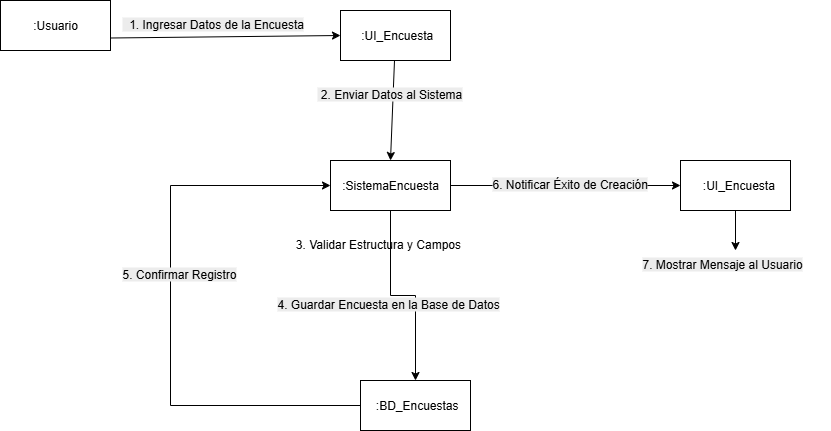 :Usuario
1. Ingresar Datos de la Encuesta
:UI_Encuesta
2. Enviar Datos al Sistema
:SistemaEncuesta
6. Notificar Éxito de Creación
:UI_Encuesta
3. Validar Estructura y Campos
7. Mostrar Mensaje al Usuario
5. Confirmar Registro
4. Guardar Encuesta en la Base de Datos
:BD_Encuestas